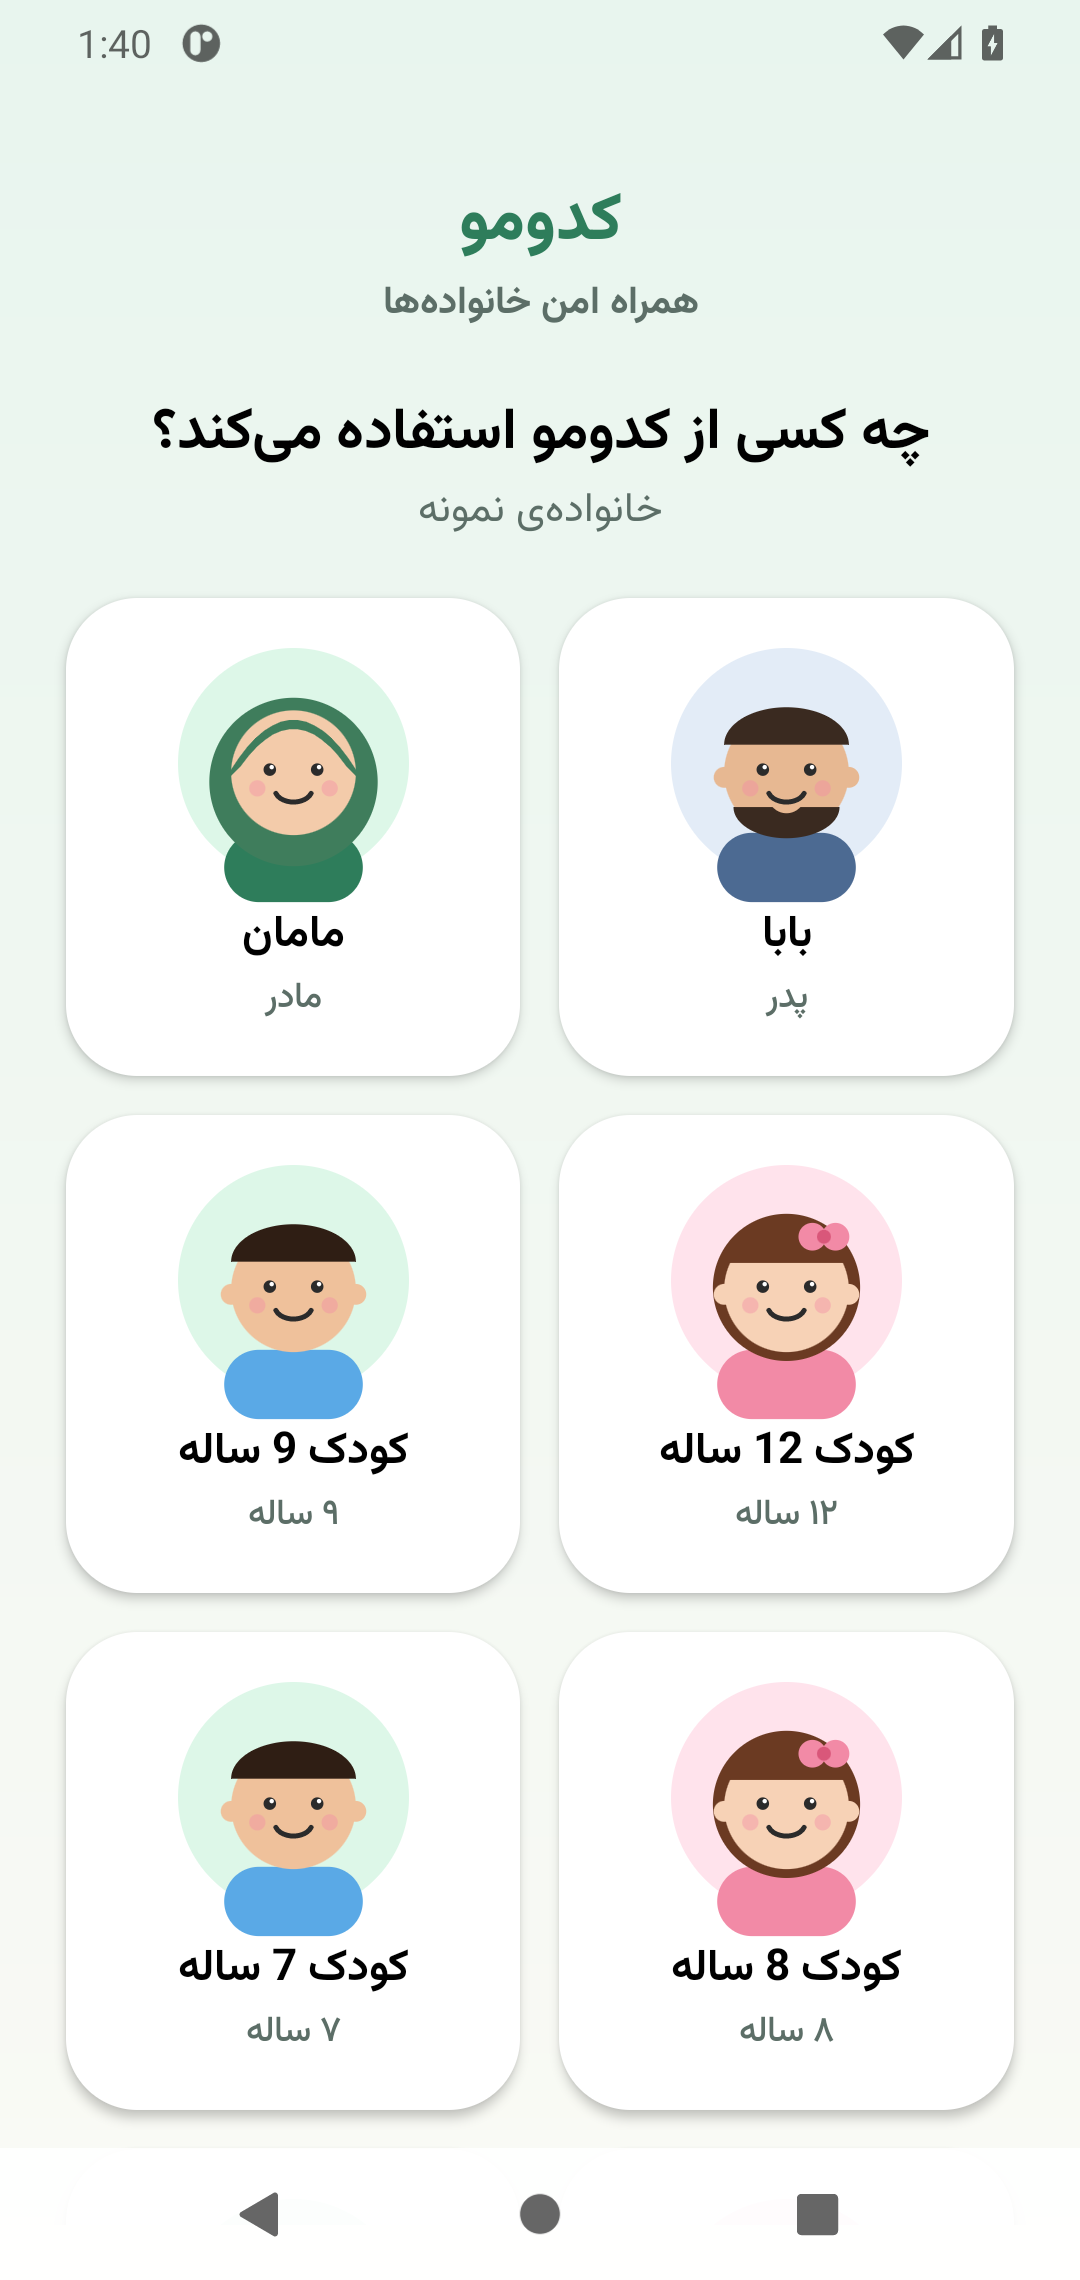 1:40
کدومو
همراه امن خانواده‌ها
چه کسی از کدومو استفاده می‌کند؟
خانواده‌ی نمونه
بابا
پدر
مامان
مادر
کودک 12 ساله
۱۲ ساله
کودک 9 ساله
۹ ساله
کودک 8 ساله
۸ ساله
کودک 7 ساله
۷ ساله